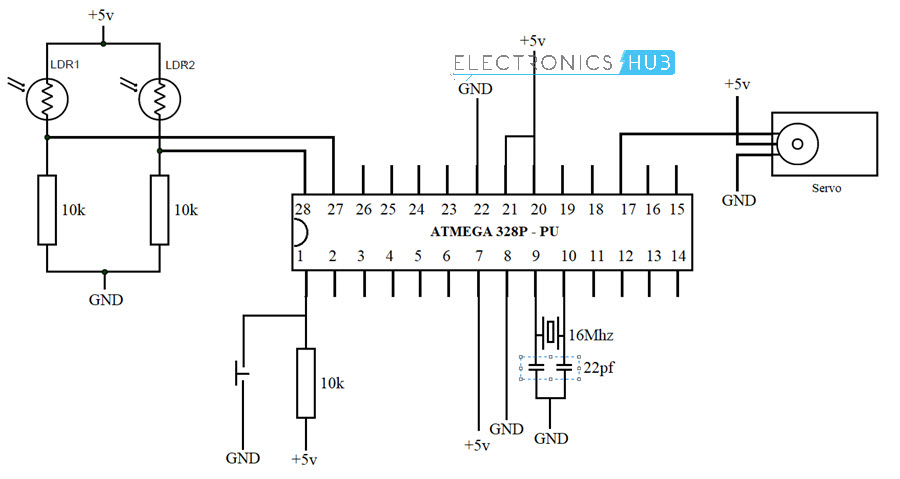 +5v
LDR1
LDR2
10k
10k
GND
+5v
ELECTRONICS HUB
GND
+5v
GND
Servo
28 27 26 25 24 23 22 21 20 19 18 17 16 15
ATMEGA 328P - PU
1 2 3 4 5 6 7 8 9 10 11 12 13 14
16Mhz
22pf
10k
GND
+5v
+5v
GND
GND